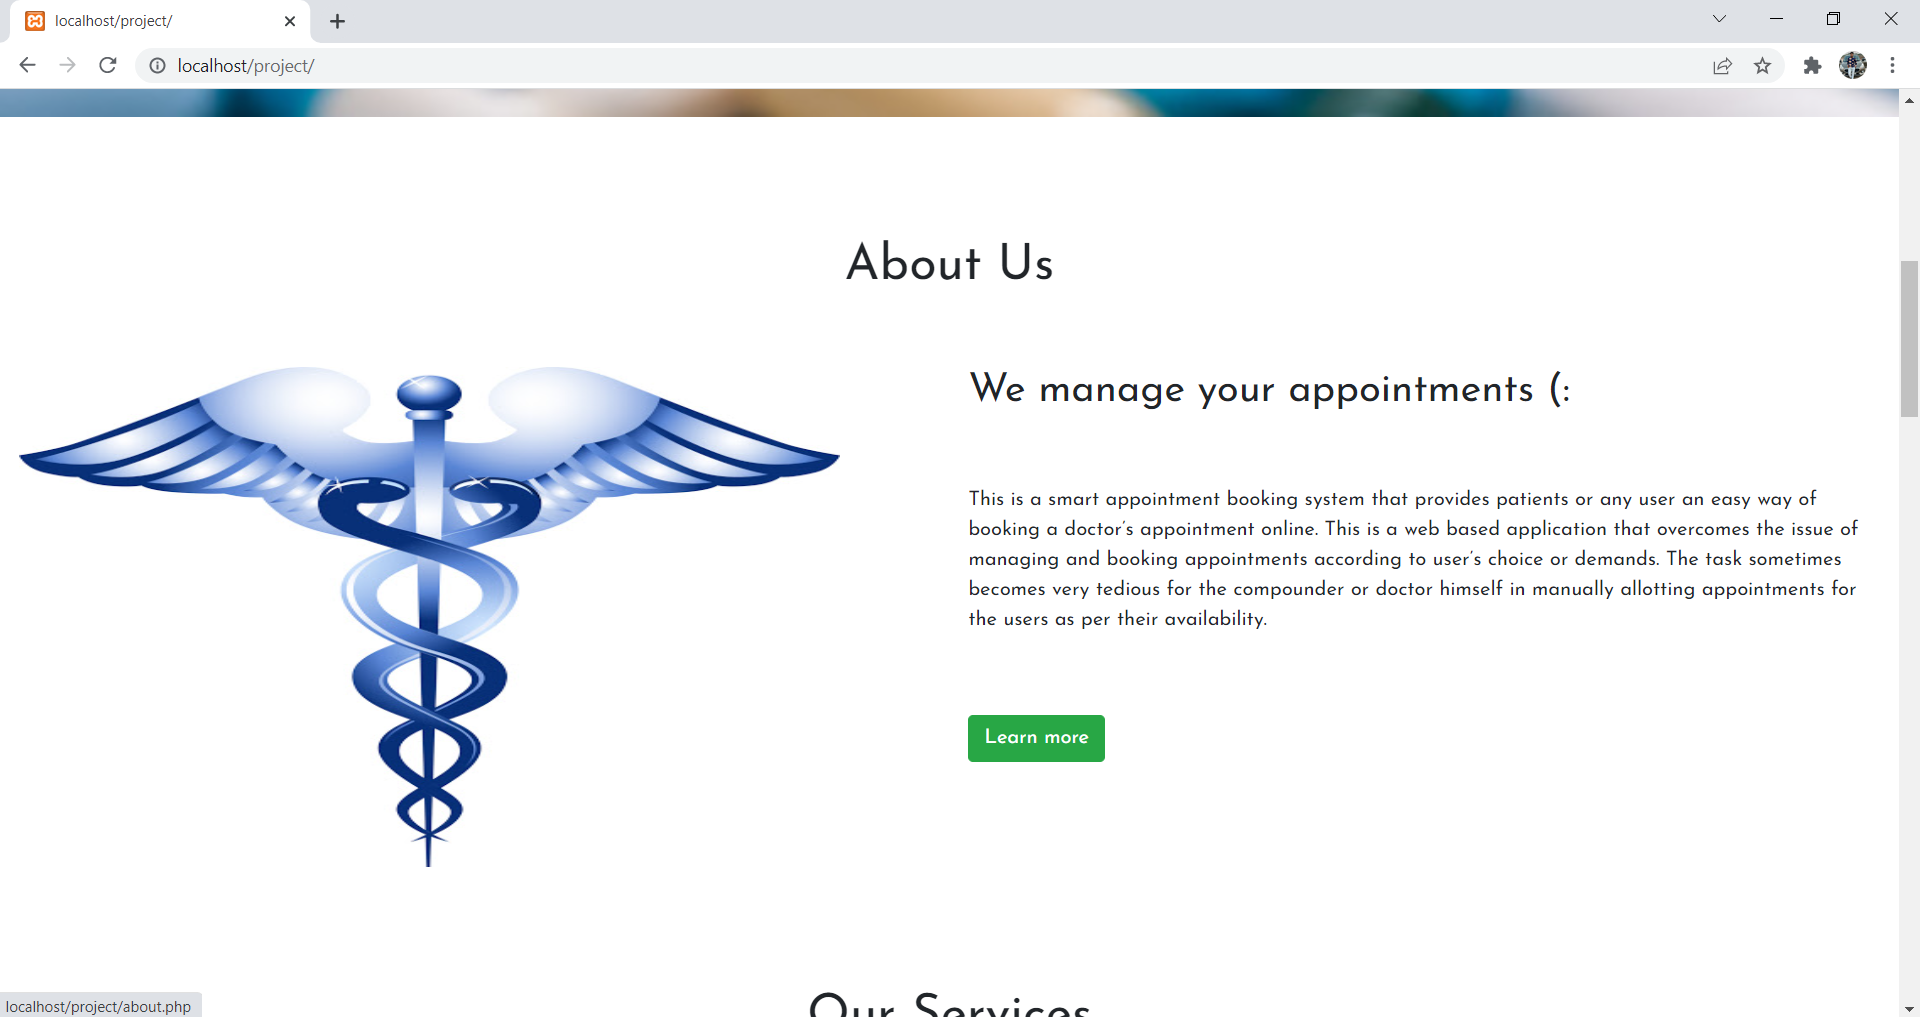 localhost/project/
localhost/project/
About Us
We manage your appointments (:
This is a smart appointment booking system that provides patients or any user an easy way of
booking a doctor's appointment online. This is a web based application that overcomes the issue of
managing and booking appointments according to user's choice or demands. The task sometimes
becomes very tedious for the compounder or doctor himself in manually allotting appointments for
the users as per their availability.
Learn more
Our Services
localhost/project/about.php